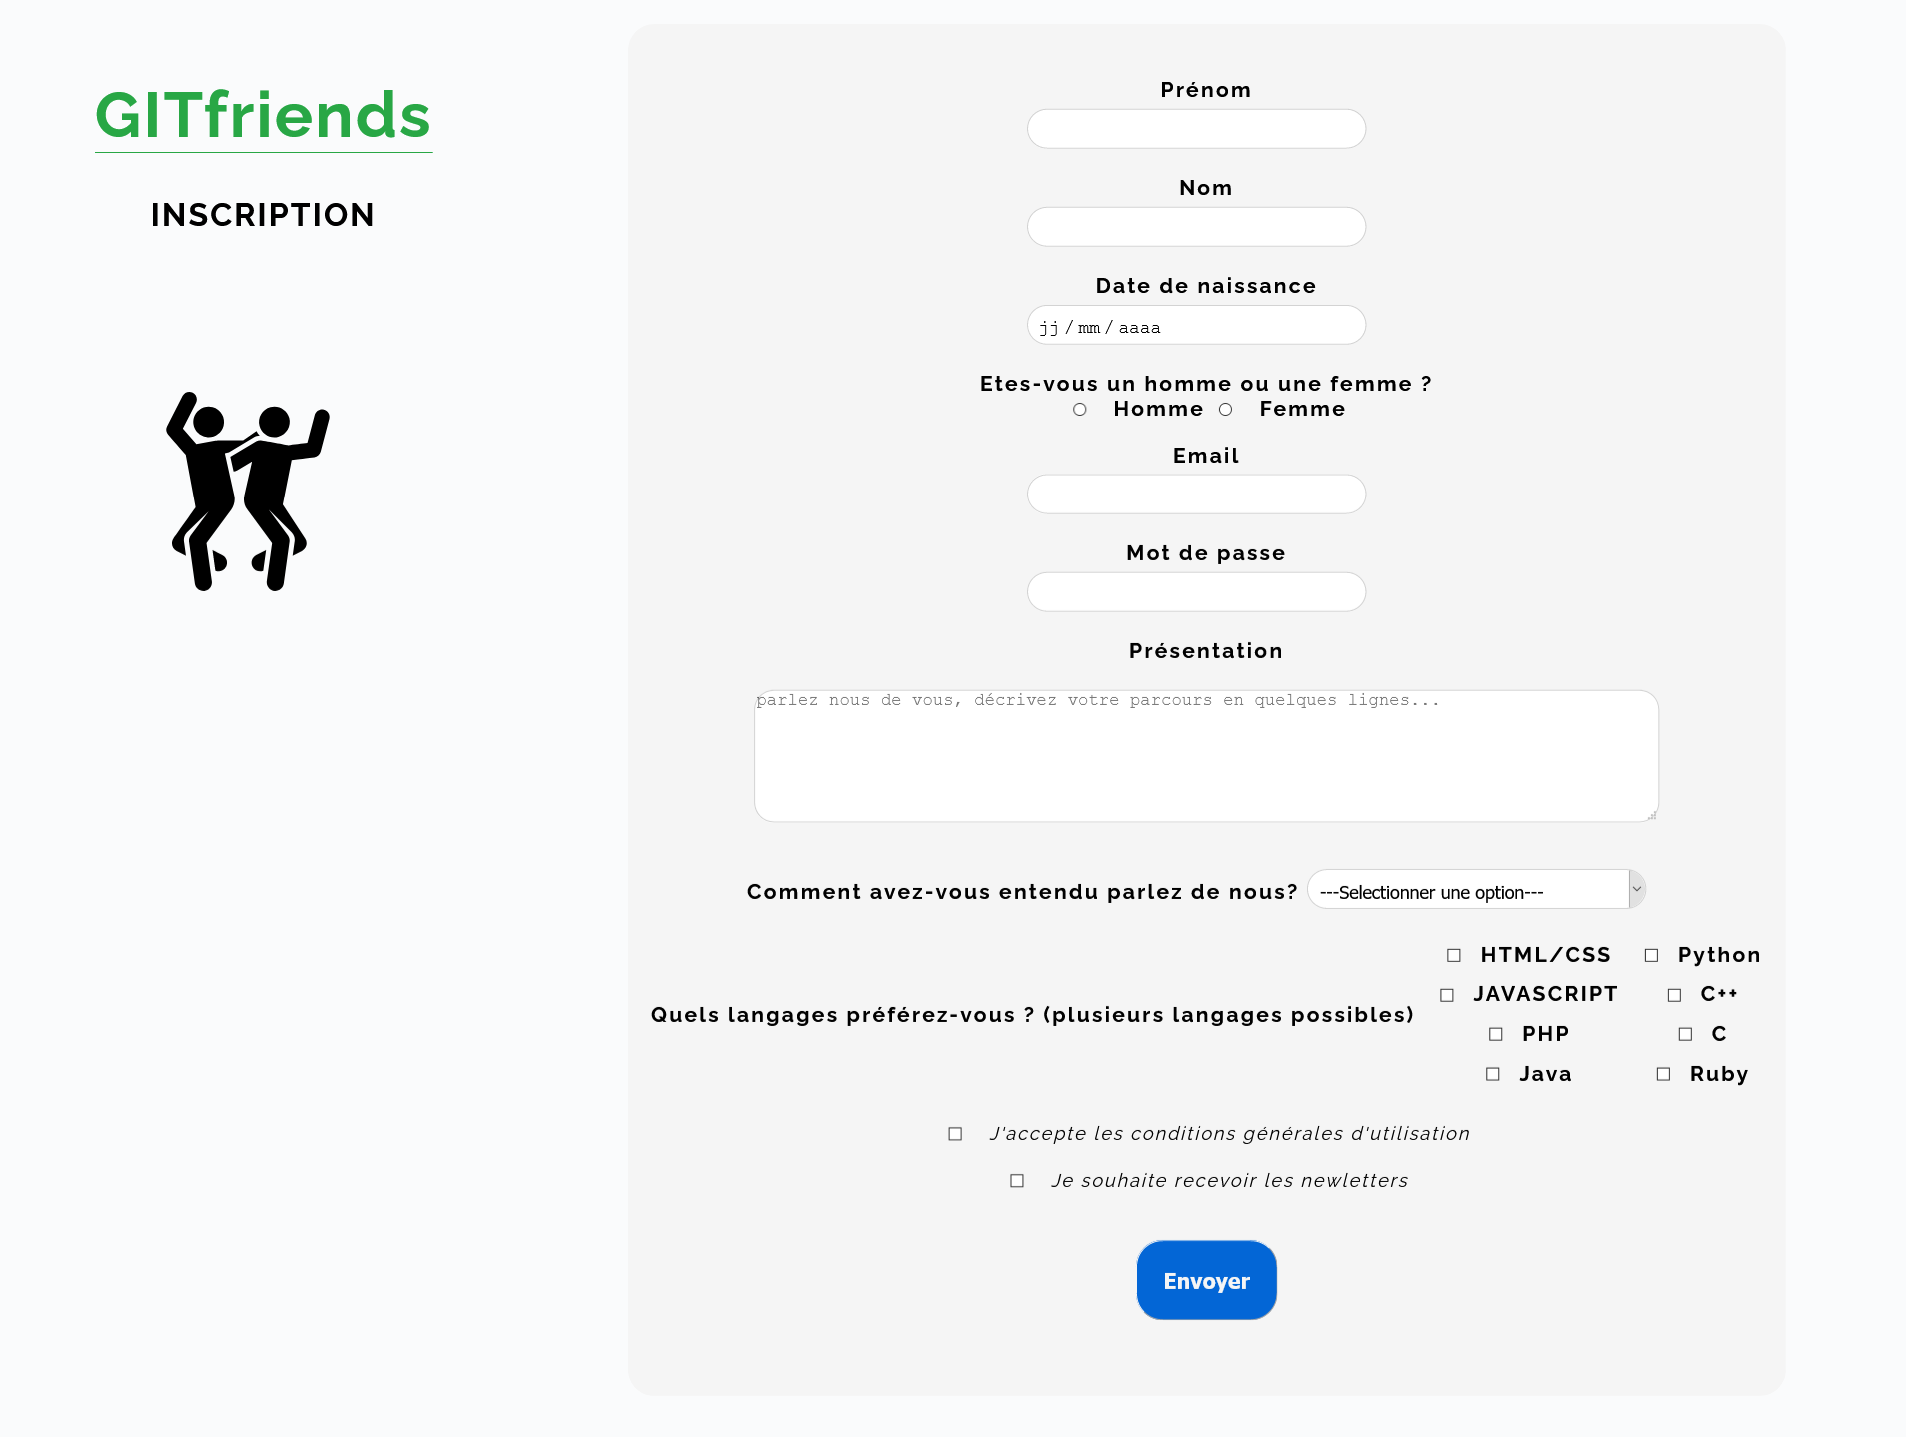 GITfriends
INSCRIPTION
Prénom
Nom
Date de naissance
jj / mm / aaaa
Etes-vous un homme ou une femme ?
Homme Femme
Email
Mot de passe
Présentation
parlez nous de vous, décrivez votre parcours en quelques lignes...
Comment avez-vous entendu parlez de nous? ---Selectionner une option---
Quels langages préférez-vous ? (plusieurs langages possibles)
HTML/CSS Python
JAVASCRIPT C++
PHP C
Java Ruby
J'accepte les conditions générales d'utilisation
Je souhaite recevoir les newletters
Envoyer